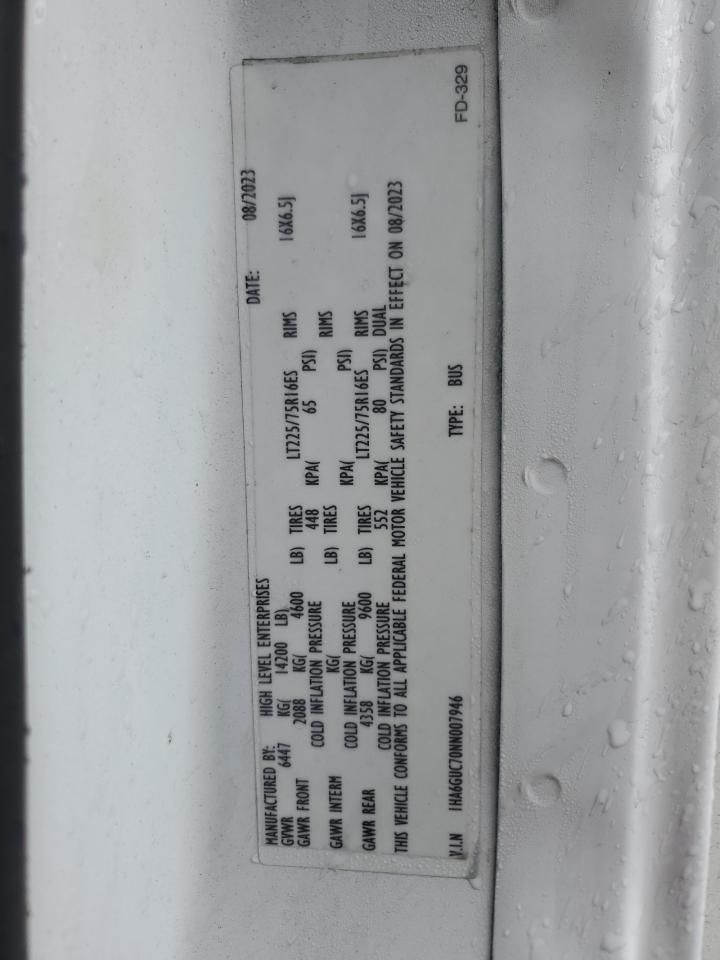 DATE: 08/2023
MANUFACTURED BY: HIGH LEVEL ENTERPRISES
GVWR 6447 KG( 14200 LB)
GAWR FRONT 2088 KG( 4600 LB) TIRES LT225/75R16ES RIMS 16X6.5J
COLD INFLATION PRESSURE 448 KPA( 65 PSI)
GAWR INTERM KG( LB) TIRES RIMS
COLD INFLATION PRESSURE KPA( PSI)
GAWR REAR 4358 KG( 9600 LB) TIRES LT225/75R16ES RIMS 16X6.5J
COLD INFLATION PRESSURE 552 KPA( 80 PSI) DUAL
THIS VEHICLE CONFORMS TO ALL APPLICABLE FEDERAL MOTOR VEHICLE SAFETY STANDARDS IN EFFECT ON 08/2023
V.I.N 1HA6GUC70NN007946 TYPE: BUS
FD-329